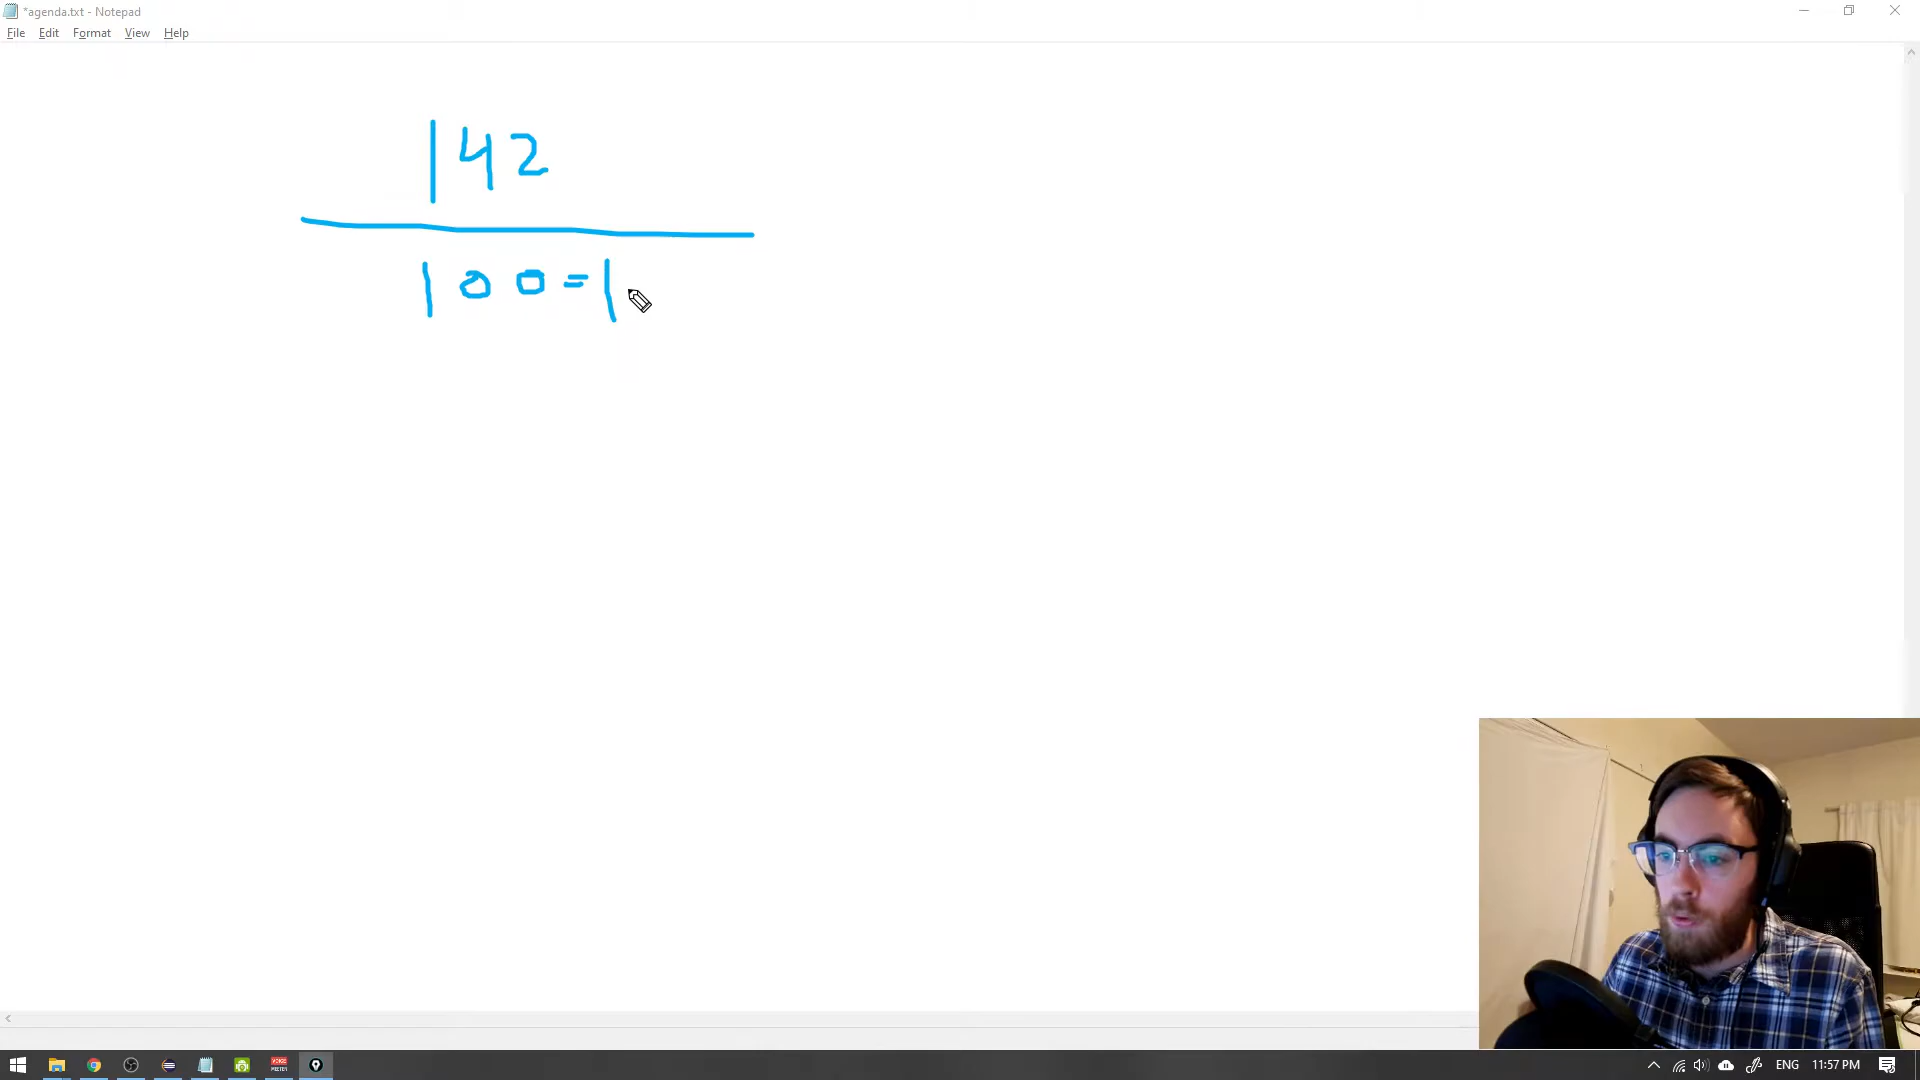 *agenda.txt - Notepad
File Edit Format View Help
142
100=1
ENG 11:57 PM